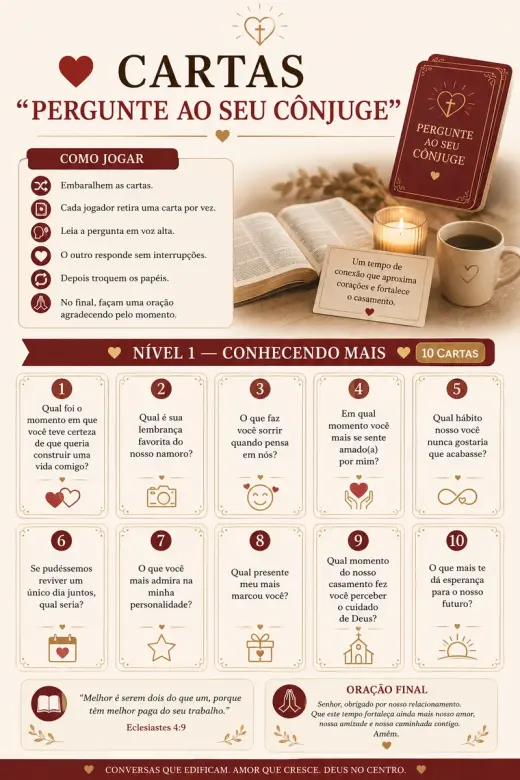 CARTAS
“PERGUNTE AO SEU CÔNJUGE”
PERGUNTE
AO SEU
CÔNJUGE
COMO JOGAR
Embaralhem as cartas.
Cada jogador retira uma carta por vez.
Leia a pergunta em voz alta.
O outro responde sem interrupções.
Depois troquem os papéis.
No final, façam uma oração
agradecendo pelo momento.
Um tempo de
conexão que aproxima
corações e fortalece
o casamento.
NÍVEL 1 — CONHECENDO MAIS
10 CARTAS
1
Qual foi o
momento em que
você teve certeza
de que queria
construir uma
vida comigo?
2
Qual é sua
lembrança
favorita do
nosso namoro?
3
O que faz
você sorrir
quando pensa
em nós?
4
Em qual
momento você
mais se sente
amado(a)
por mim?
5
Qual hábito
nosso você
nunca gostaria
que acabasse?
6
Se pudéssemos
reviver um
único dia juntos,
qual seria?
7
O que você
mais admira na
minha
personalidade?
8
Qual presente
meu mais
marcou você?
9
Qual momento
do nosso
casamento fez
você perceber
o cuidado
de Deus?
10
O que mais te
dá esperança
para o nosso
futuro?
“Melhor é serem dois do que um, porque
têm melhor paga do seu trabalho.”
Eclesiastes 4:9
ORAÇÃO FINAL
Senhor, obrigado por nosso relacionamento.
Que este tempo fortaleça ainda mais nosso amor,
nossa amizade e nossa caminhada contigo.
Amém.
CONVERSAS QUE EDIFICAM. AMOR QUE CRESCE. DEUS NO CENTRO.